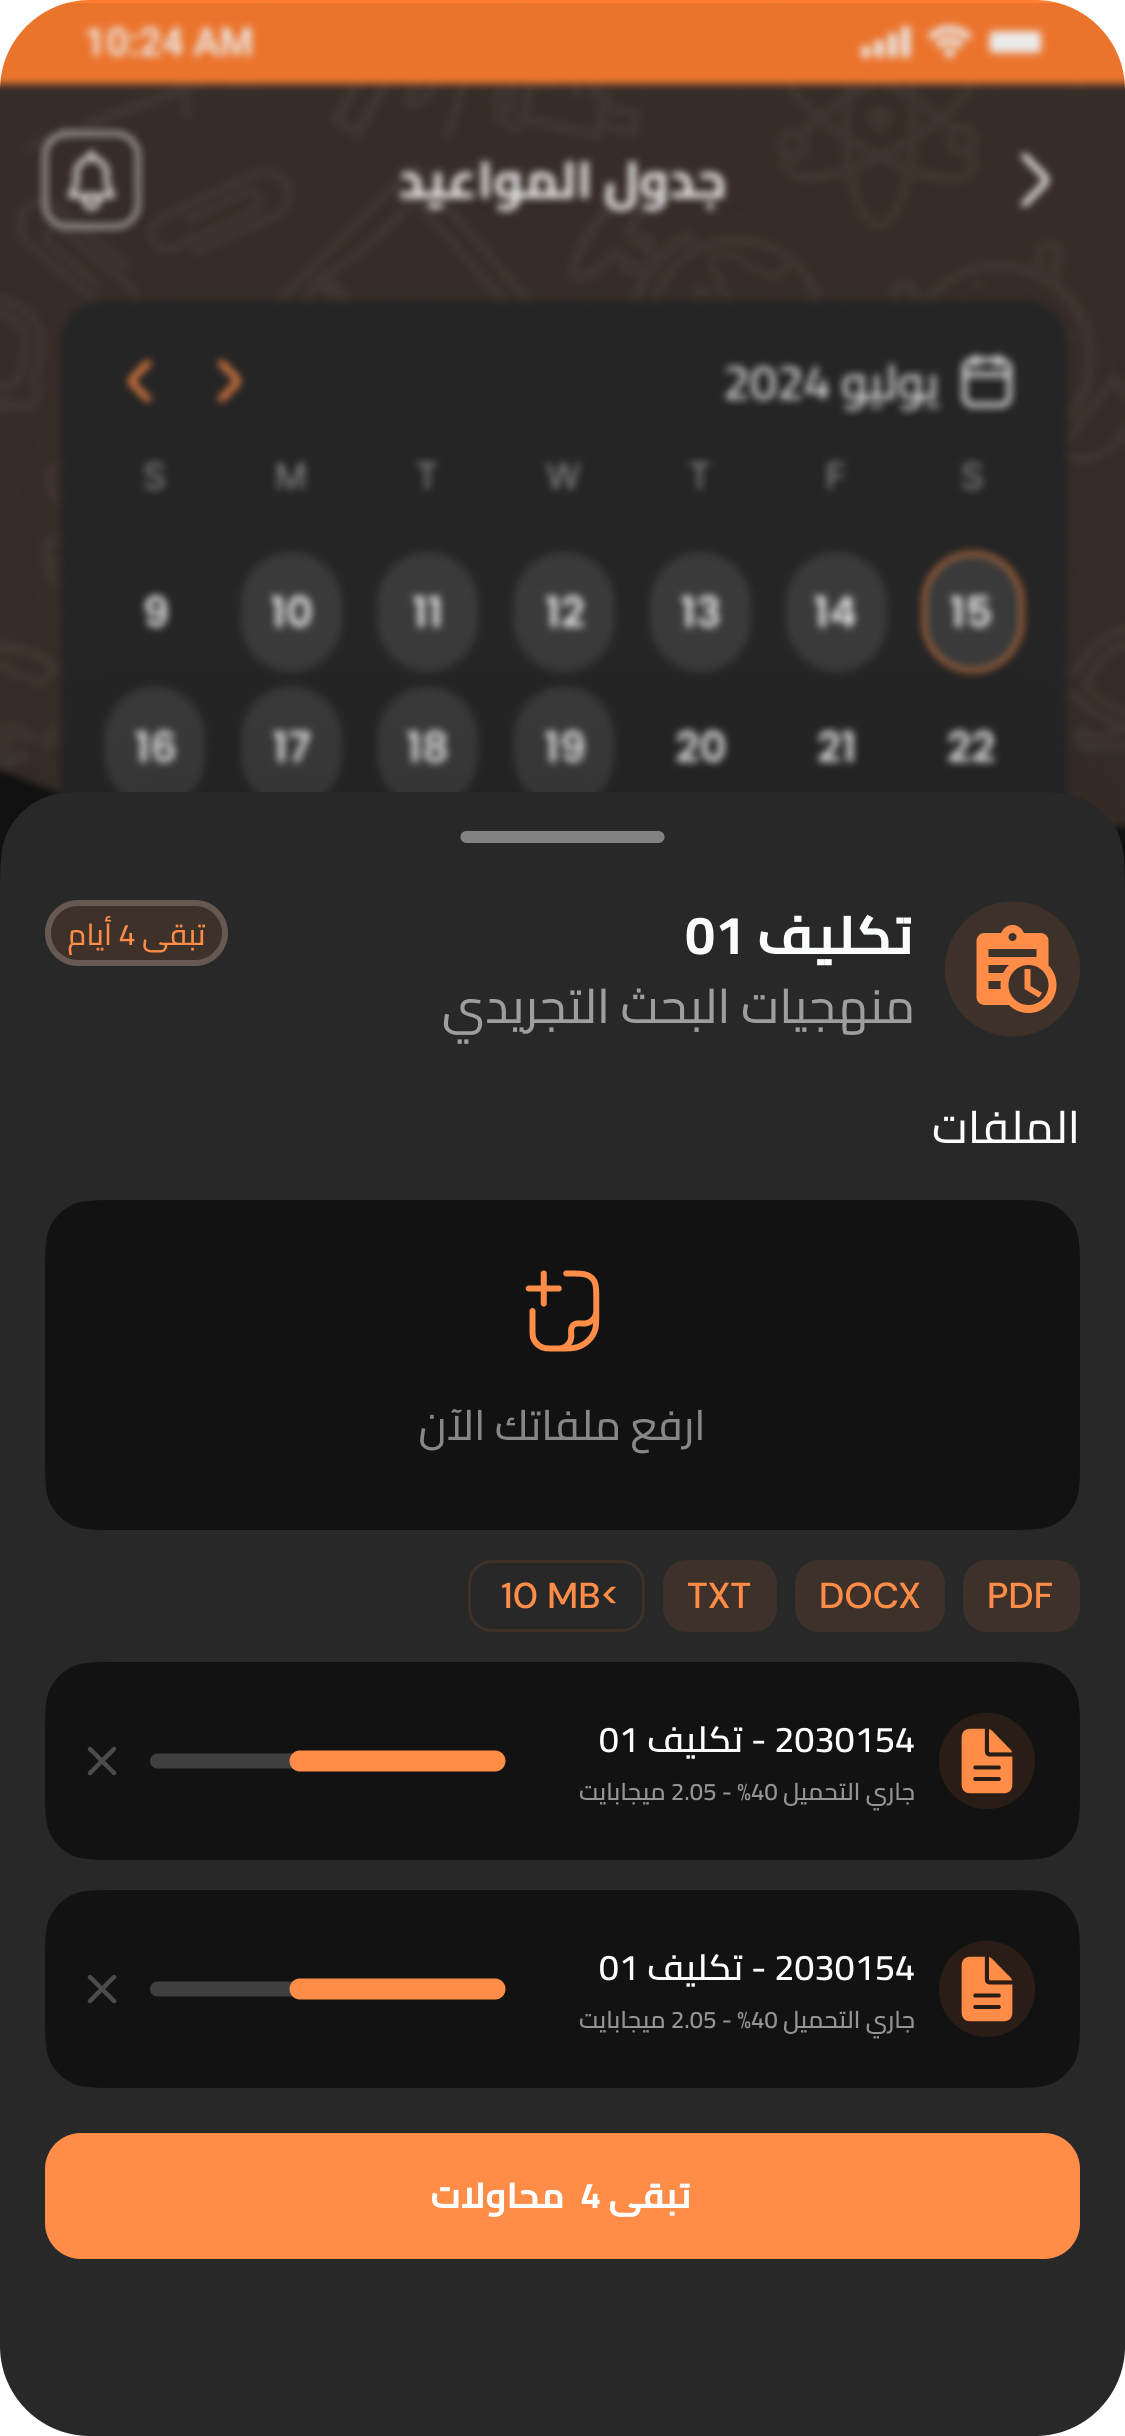 10:24 AM
جدول المواعيد
يوليو 2024
S M T W T F S
9 10 11 12 13 14 15
16 17 18 19 20 21 22
تكليف 01
تبقى 4 أيام
منهجيات البحث التجريدي
الملفات
ارفع ملفاتك الآن
PDF DOCX TXT 10 MB<
2030154 - تكليف 01
جاري التحميل 40% - 2.05 ميجابايت
2030154 - تكليف 01
جاري التحميل 40% - 2.05 ميجابايت
تبقى 4 محاولات